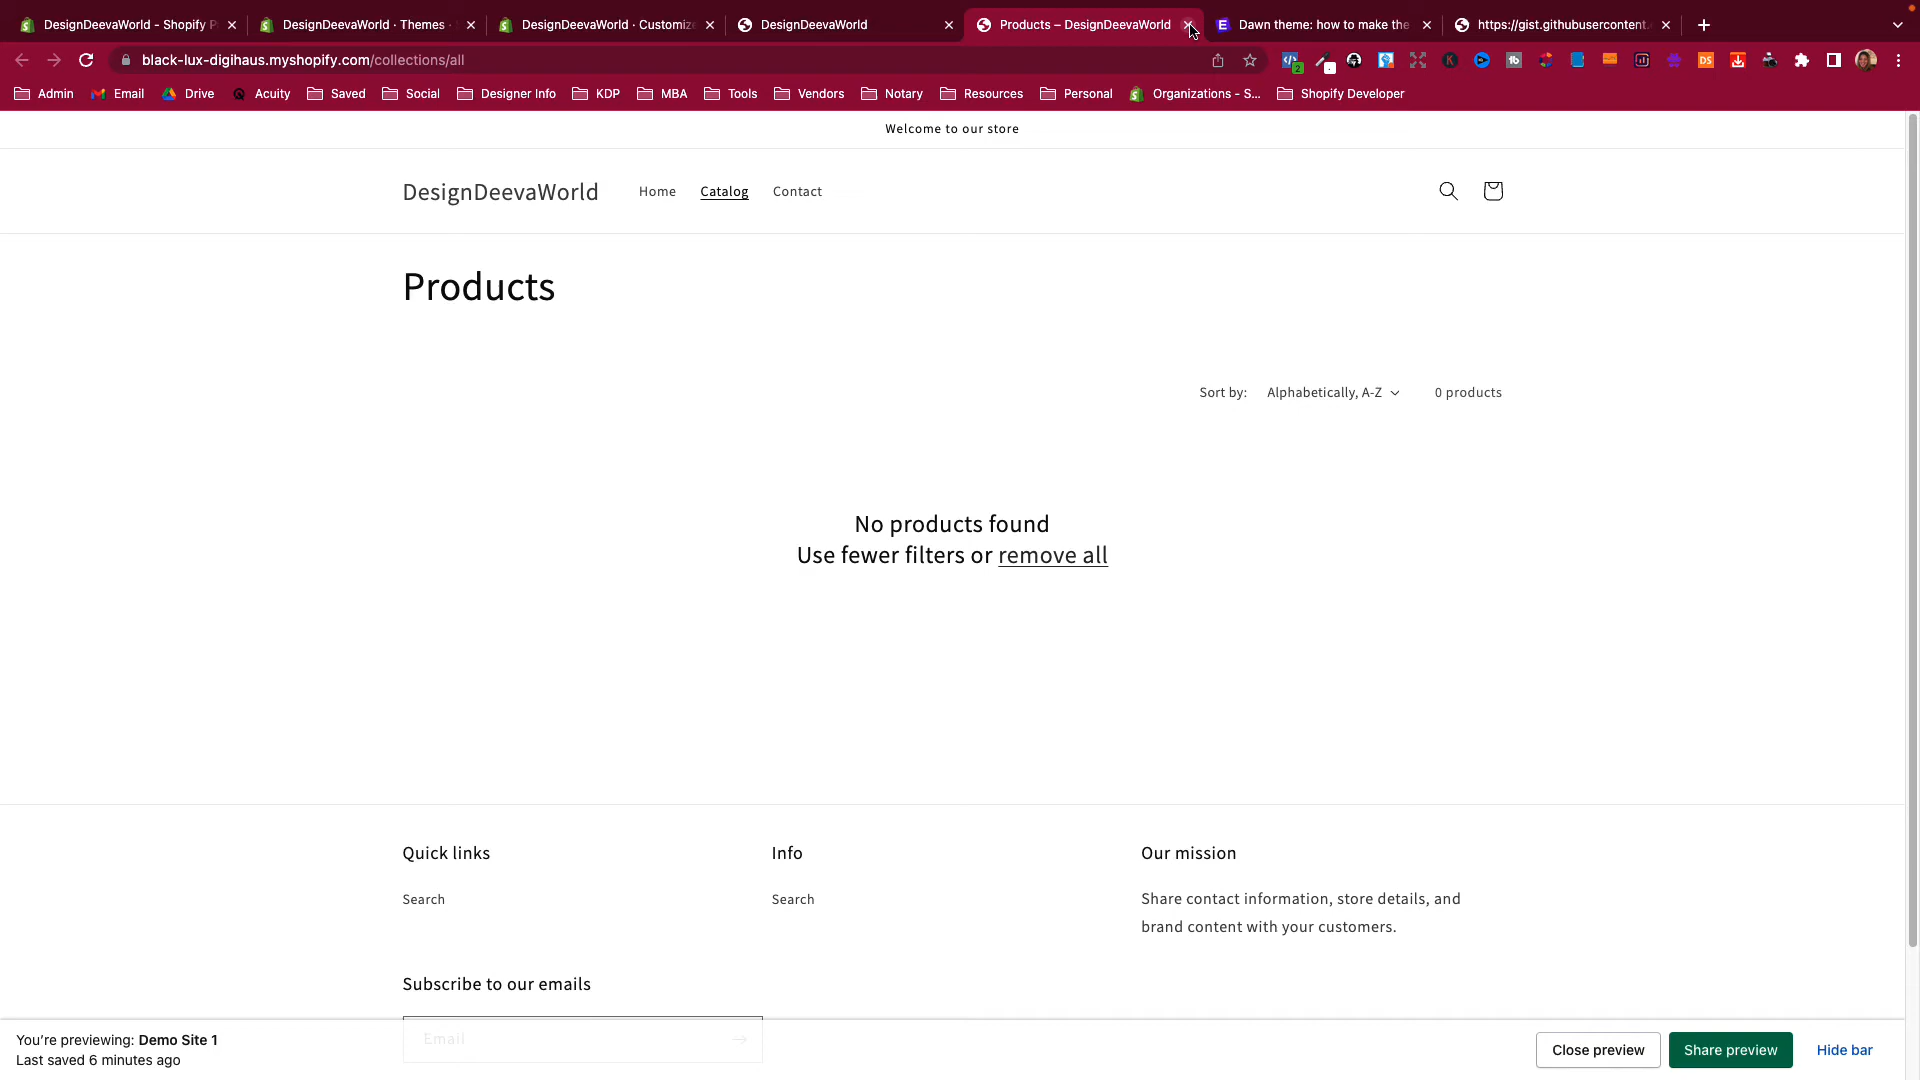 DesignDeevaWorld - Shopify P
DesignDeevaWorld · Themes ·
DesignDeevaWorld · Customize
DesignDeevaWorld
Products – DesignDeevaWorld
Dawn theme: how to make the
https://gist.githubusercontent.
black-lux-digihaus.myshopify.com/collections/all
Admin
Email
Drive
Acuity
Saved
Social
Designer Info
KDP
MBA
Tools
Vendors
Notary
Resources
Personal
Organizations - S...
Shopify Developer
Welcome to our store
DesignDeevaWorld
Home
Catalog
Contact
Products
Sort by: Alphabetically, A-Z
0 products
No products found
Use fewer filters or remove all
Quick links
Search
Info
Search
Our mission
Share contact information, store details, and
brand content with your customers.
Subscribe to our emails
Email
You're previewing: Demo Site 1
Last saved 6 minutes ago
Close preview
Share preview
Hide bar